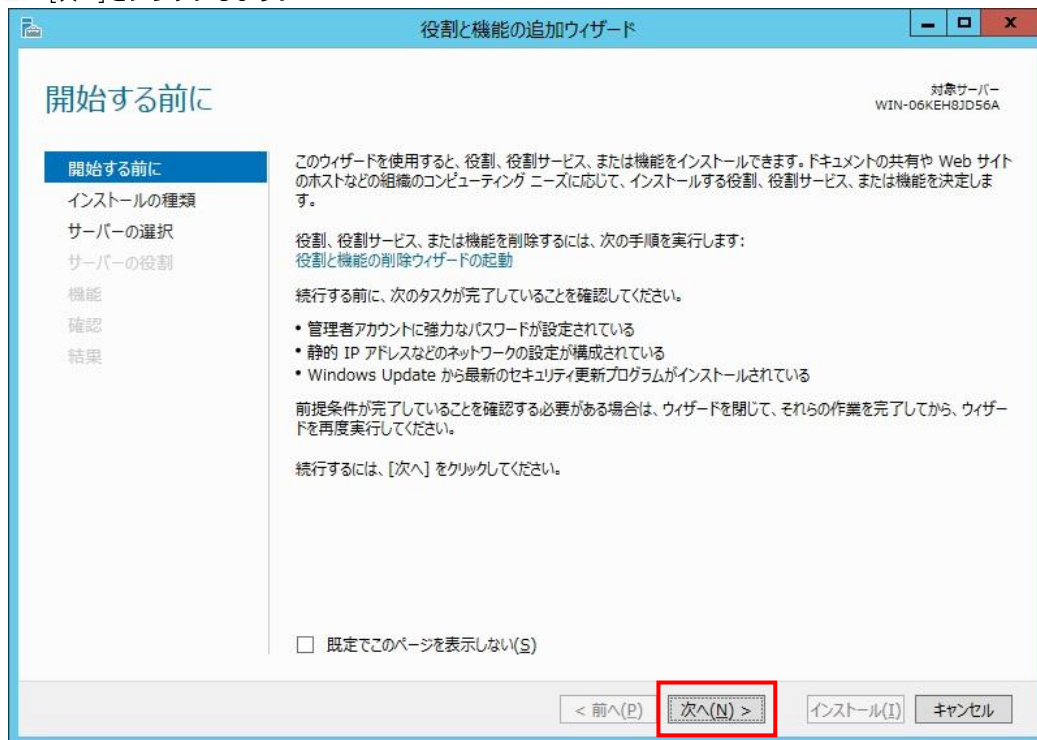 役割と機能の追加ウィザード
開始する前に
対象サーバー
WIN-06KEH8JD56A
開始する前に
インストールの種類
サーバーの選択
サーバーの役割
機能
確認
結果
このウィザードを使用すると、役割、役割サービス、または機能をインストールできます。ドキュメントの共有や Web サイト
のホストなどの組織のコンピューティング ニーズに応じて、インストールする役割、役割サービス、または機能を決定しま
す。
役割、役割サービス、または機能を削除するには、次の手順を実行します:
役割と機能の削除ウィザードの起動
続行する前に、次のタスクが完了していることを確認してください。
• 管理者アカウントに強力なパスワードが設定されている
• 静的 IP アドレスなどのネットワークの設定が構成されている
• Windows Update から最新のセキュリティ更新プログラムがインストールされている
前提条件が完了していることを確認する必要がある場合は、ウィザードを閉じて、それらの作業を完了してから、ウィザー
ドを再度実行してください。
続行するには、[次へ] をクリックしてください。
既定でこのページを表示しない(S)
< 前へ(P) 次へ(N) > インストール(I) キャンセル